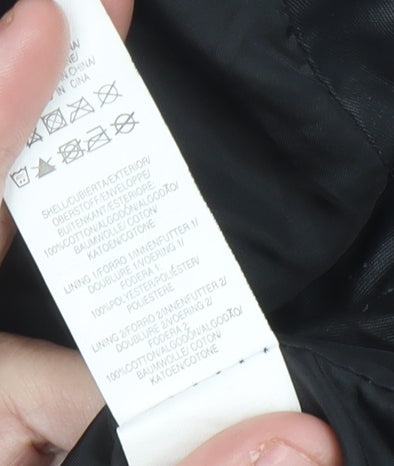 IN CHINA/
IN CINA
SHELL/CUBIERTA/EXTERIOR/
OBERSTOFF/ENVELOPPE/
BUITENKANT/ESTERIORE
100%COTTON/ALGODÓN/ALGODÃO/
BAUMWOLLE/COTON/
KATOEN/COTONE
LINING 1/FORRO 1/INNENFUTTER 1/
DOUBLURE 1/VOERING 1/
FODERA 1:
100%POLYESTER/POLIÉSTER/
POLIESTERE
LINING 2/FORRO 2/INNENFUTTER 2/
DOUBLURE 2/VOERING 2/
FODERA 2:
100%COTTON/ALGODÓN/ALGODÃO/
BAUMWOLLE/ COTON/
KATOEN/COTONE